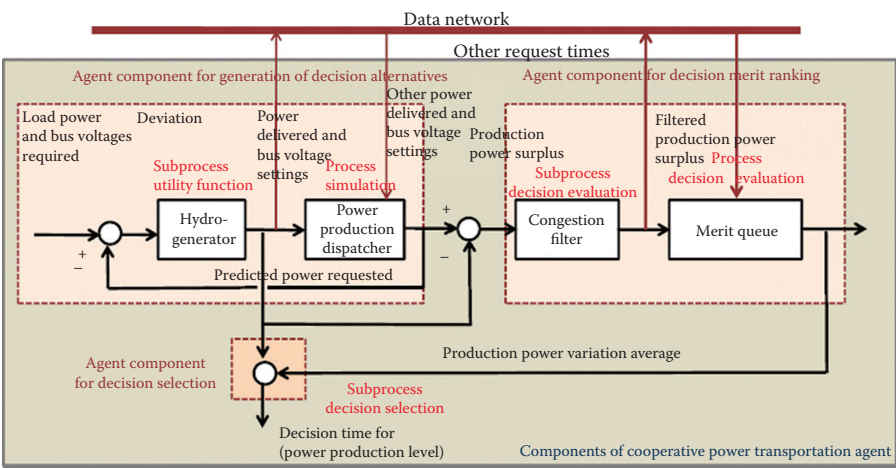 Data network
Other request times
Agent component for generation of decision alternatives
Agent component for decision merit ranking
Load power
and bus voltages
required
Deviation
Power
delivered and
bus voltage
settings
Other power
delivered and
bus voltage
settings
Production
power surplus
Filtered
production power
surplus
Subprocess
utility function
Process
simulation
Subprocess
decision evaluation
Process
decision evaluation
Hydro-
generator
Power
production
dispatcher
Congestion
filter
Merit queue
+
−
+
−
Predicted power requested
Production power variation average
Agent component
for decision selection
Subprocess
decision selection
Decision time for
(power production level)
Components of cooperative power transportation agent